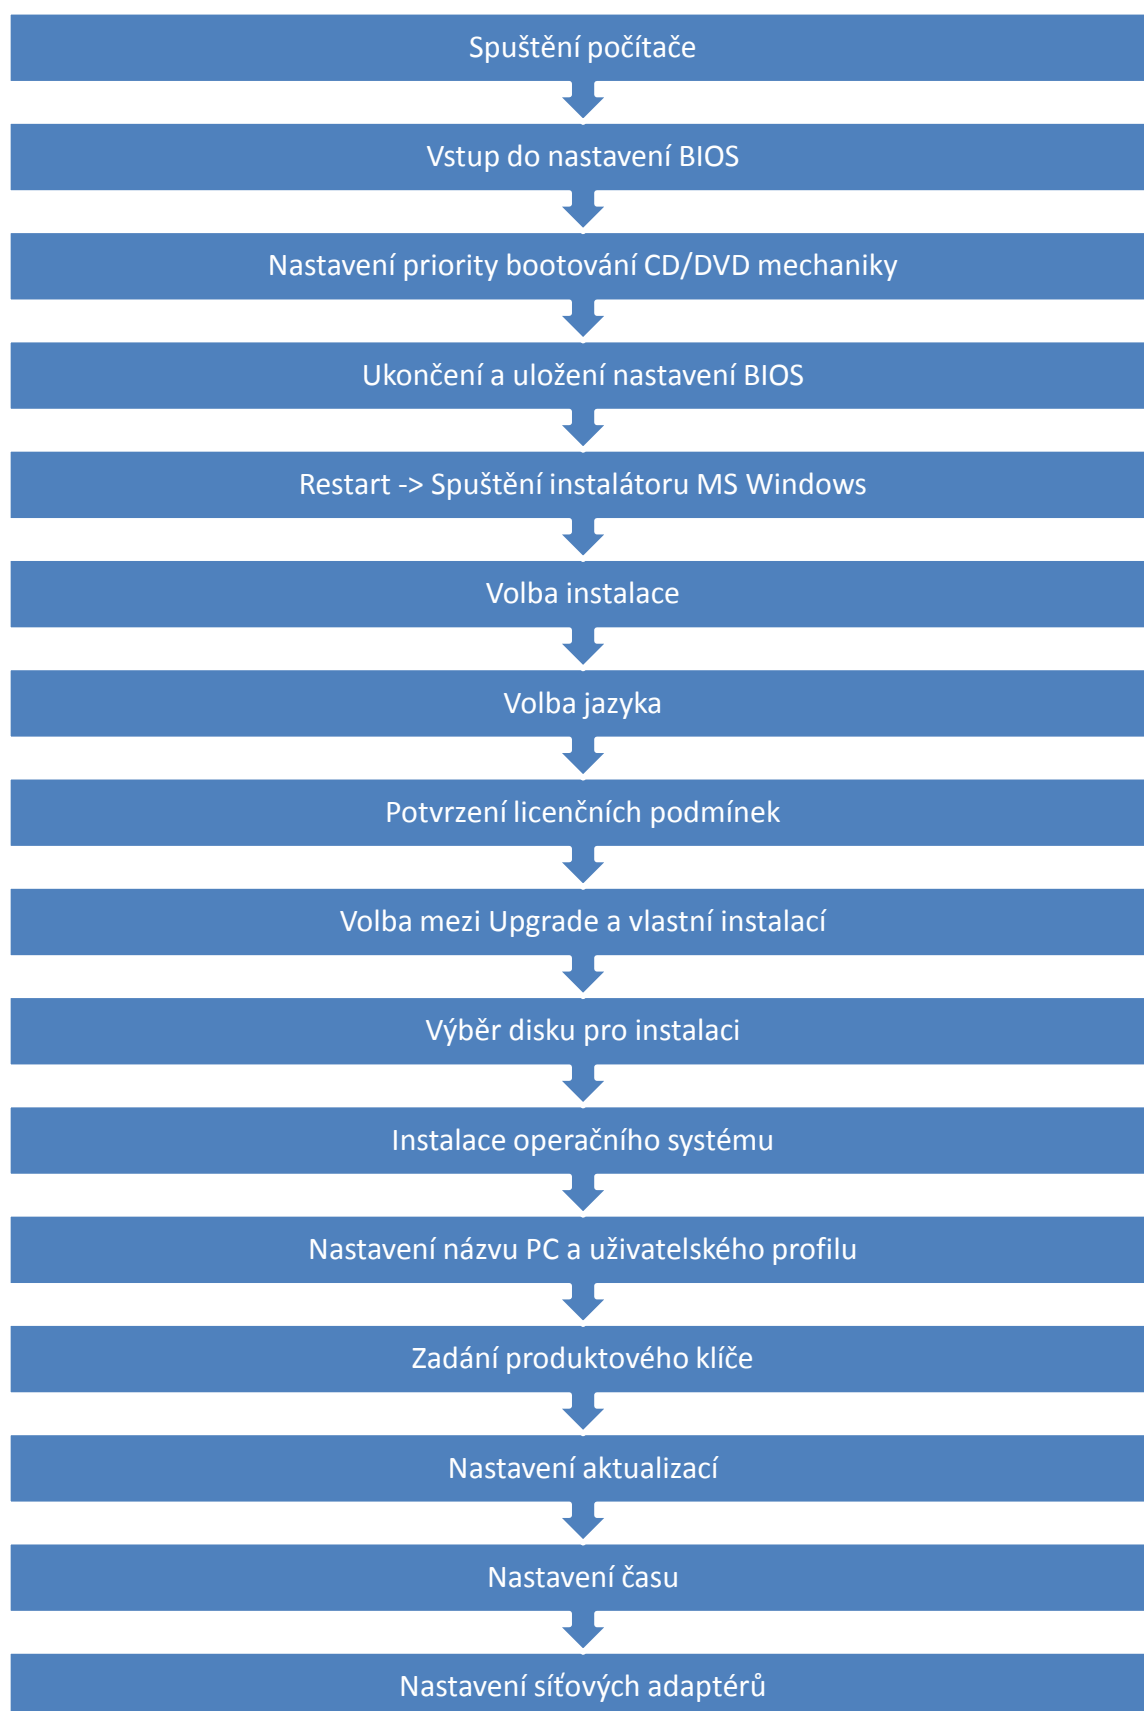 Spuštění počítače
Vstup do nastavení BIOS
Nastavení priority bootování CD/DVD mechaniky
Ukončení a uložení nastavení BIOS
Restart -> Spuštění instalátoru MS Windows
Volba instalace
Volba jazyka
Potvrzení licenčních podmínek
Volba mezi Upgrade a vlastní instalací
Výběr disku pro instalaci
Instalace operačního systému
Nastavení názvu PC a uživatelského profilu
Zadání produktového klíče
Nastavení aktualizací
Nastavení času
Nastavení síťových adaptérů